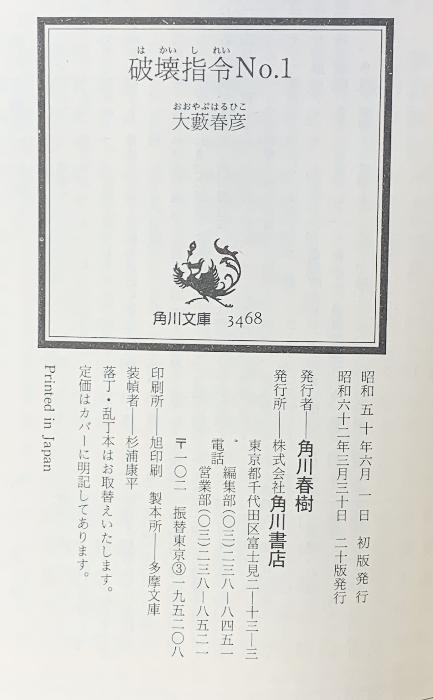 はかいしれい
破壊指令No.1
おおやぶはるひこ
大藪春彦
角川文庫 3468
昭和五十年六月一日 初版発行
昭和六十二年三月三十日 二十版発行
発行者――角川春樹
発行所――株式会社角川書店
東京都千代田区富士見二―十三―三
電話 編集部(〇三)二三八―八四五一
営業部(〇三)二三八―八五二一
〒一〇二 振替東京③一九五二〇八
印刷所――旭印刷 製本所――多摩文庫
装幀者――杉浦康平
落丁・乱丁本はお取替えいたします。
定価はカバーに明記してあります。
Printed in Japan